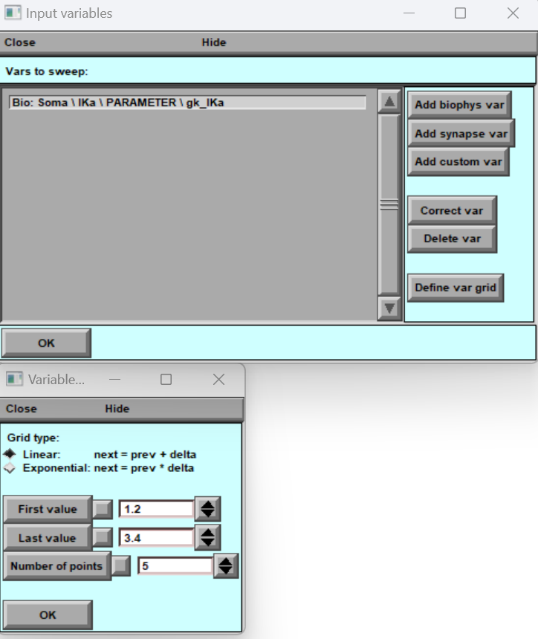 Input variables
Close Hide
Vars to sweep:
Bio: Soma \ IKa \ PARAMETER \ gk_IKa
Add biophys var
Add synapse var
Add custom var
Correct var
Delete var
Define var grid
OK
Variable...
Close Hide
Grid type:
Linear: next = prev + delta
Exponential: next = prev * delta
First value 1.2
Last value 3.4
Number of points 5
OK